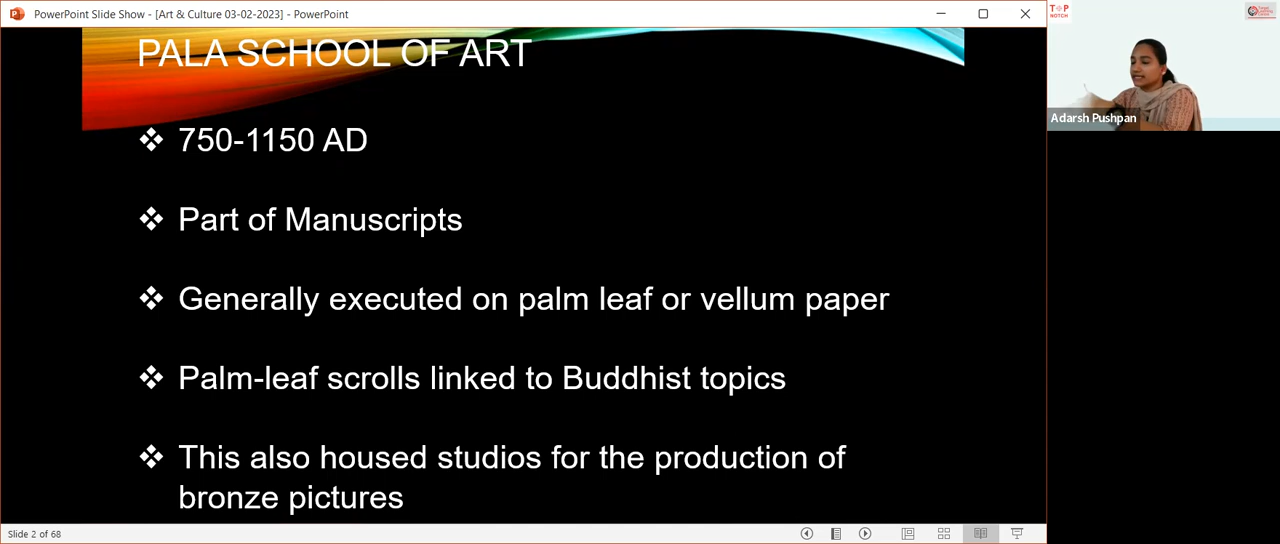 PowerPoint Slide Show - [Art & Culture 03-02-2023] - PowerPoint
TOP
NOTCH
PALA SCHOOL OF ART
Adarsh Pushpan
❖ 750-1150 AD
❖ Part of Manuscripts
❖ Generally executed on palm leaf or vellum paper
❖ Palm-leaf scrolls linked to Buddhist topics
❖ This also housed studios for the production of
bronze pictures
Slide 2 of 68